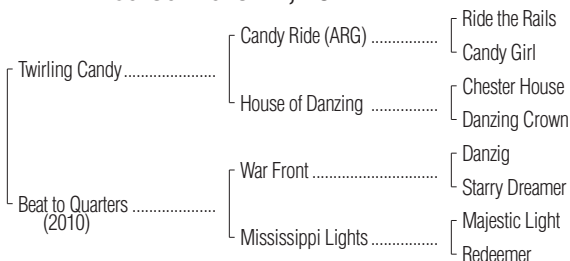 Ride the Rails
Candy Ride (ARG) ................
Candy Girl
Twirling Candy ......................
Chester House
House of Danzing ................
Danzing Crown
Danzig
War Front ..............................
Starry Dreamer
Beat to Quarters ....................
(2010)
Majestic Light
Mississippi Lights ................
Redeemer